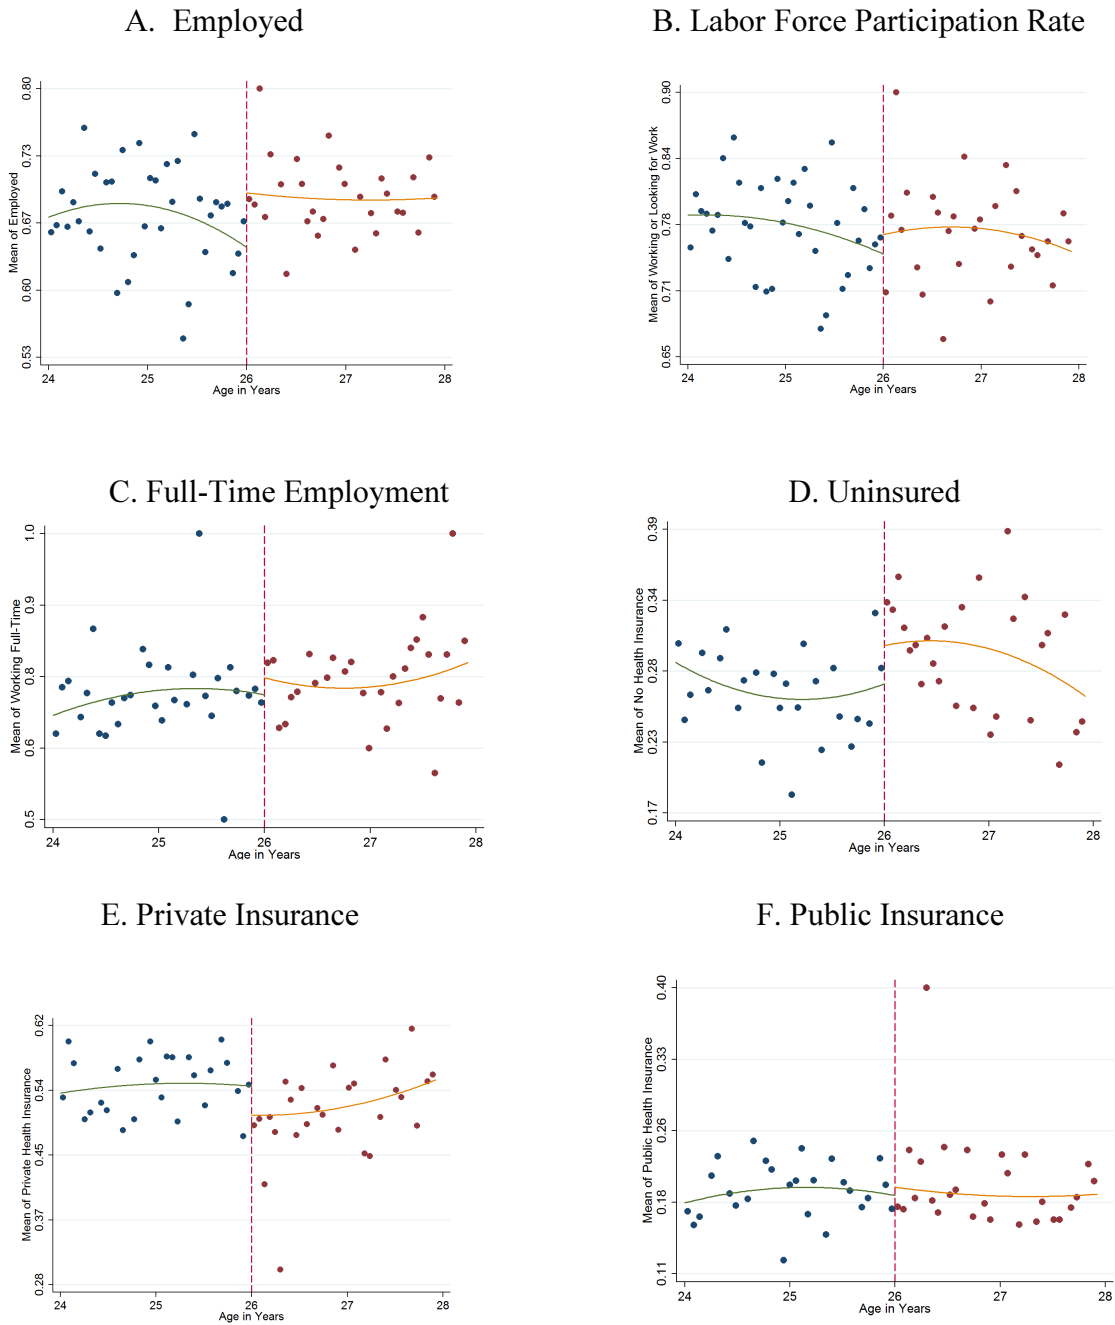 A. Employed
Mean of Employed
0.80
0.73
0.67
0.60
0.53
24 25 26 27 28
Age in Years
B. Labor Force Participation Rate
Mean of Working or Looking for Work
0.90
0.84
0.78
0.71
0.65
24 25 26 27 28
Age in Years
C. Full-Time Employment
Mean of Working Full-Time
1.0
0.9
0.8
0.6
0.5
24 25 26 27 28
Age in Years
D. Uninsured
Mean of No Health Insurance
0.39
0.34
0.28
0.23
0.17
24 25 26 27 28
Age in Years
E. Private Insurance
Mean of Private Health Insurance
0.62
0.54
0.45
0.37
0.28
24 25 26 27 28
Age in Years
F. Public Insurance
Mean of Public Health Insurance
0.40
0.33
0.26
0.18
0.11
24 25 26 27 28
Age in Years